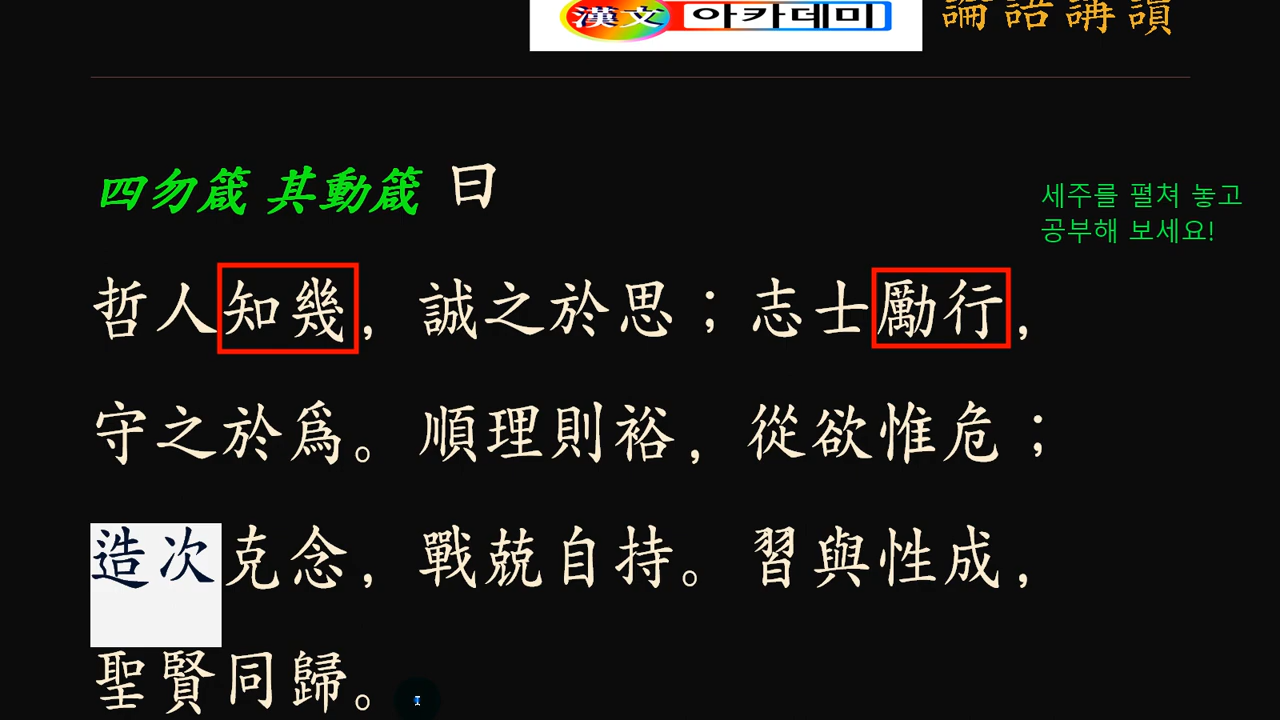 漢文 아카데미
論語講讀
四勿箴 其動箴 曰
세주를 펼쳐 놓고
공부해 보세요!
哲人知幾，誠之於思；志士勵行，
守之於爲。順理則裕，從欲惟危；
造次克念，戰兢自持。習與性成，
聖賢同歸。